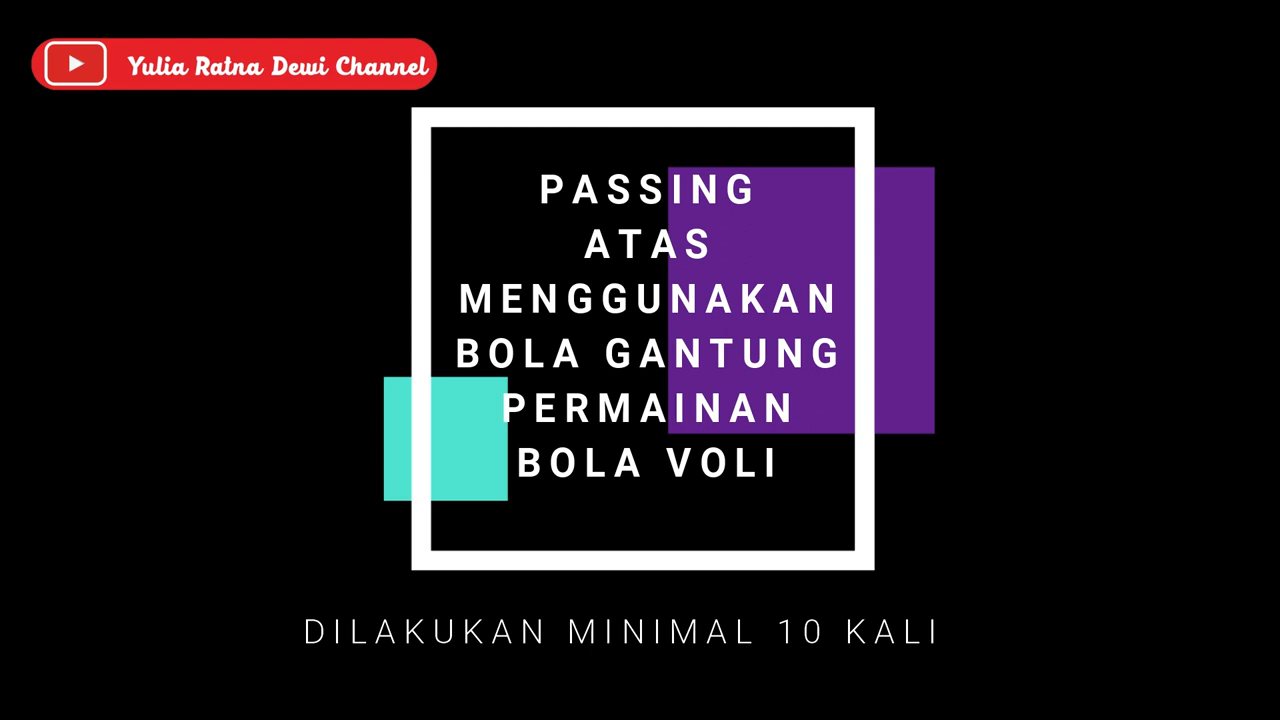 Yulia Ratna Dewi Channel
PASSING
ATAS
MENGGUNAKAN
BOLA GANTUNG
PERMAINAN
BOLA VOLI
DILAKUKAN MINIMAL 10 KALI